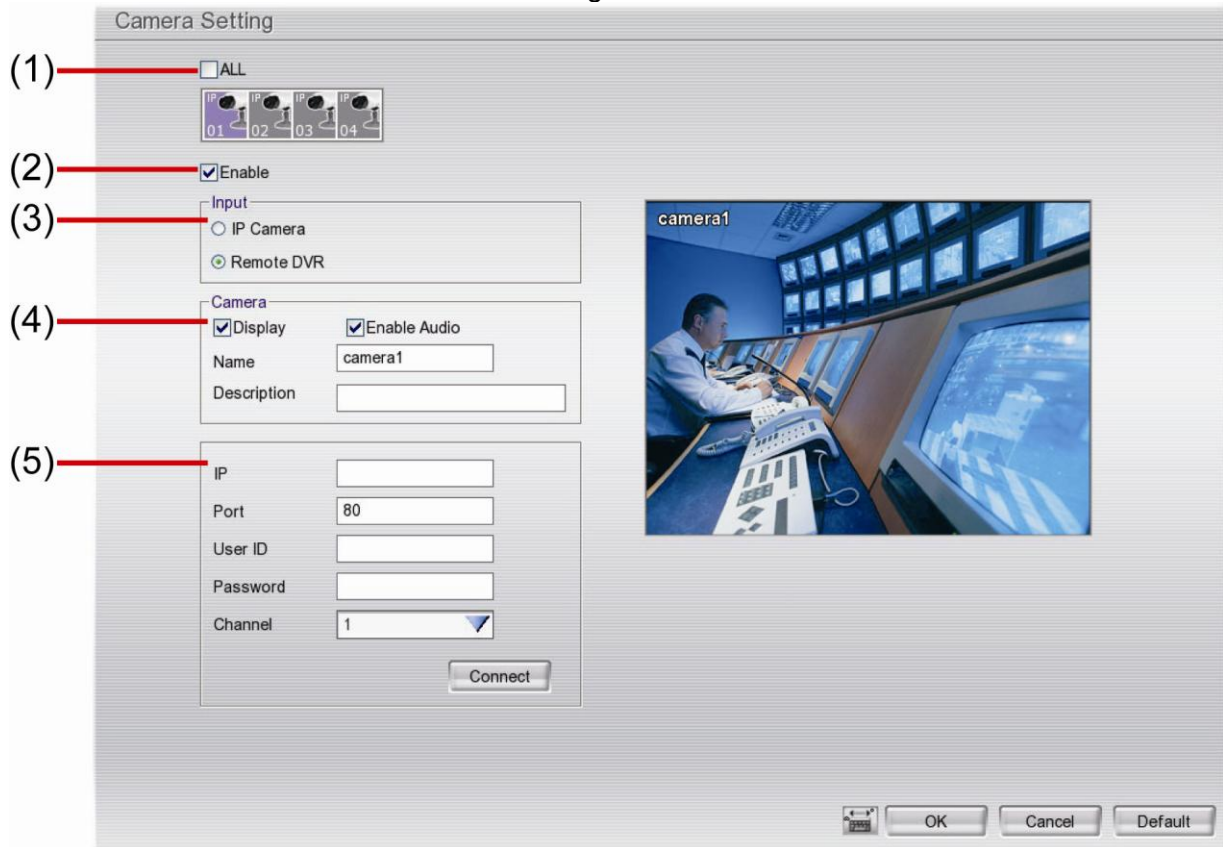 Camera Setting
(1)
ALL
IP 01 IP 02 IP 03 IP 04
(2)
Enable
(3)
Input
IP Camera
Remote DVR
(4)
Camera
Display Enable Audio
Name camera1
Description
(5)
IP
Port 80
User ID
Password
Channel 1
Connect
camera1
OK Cancel Default